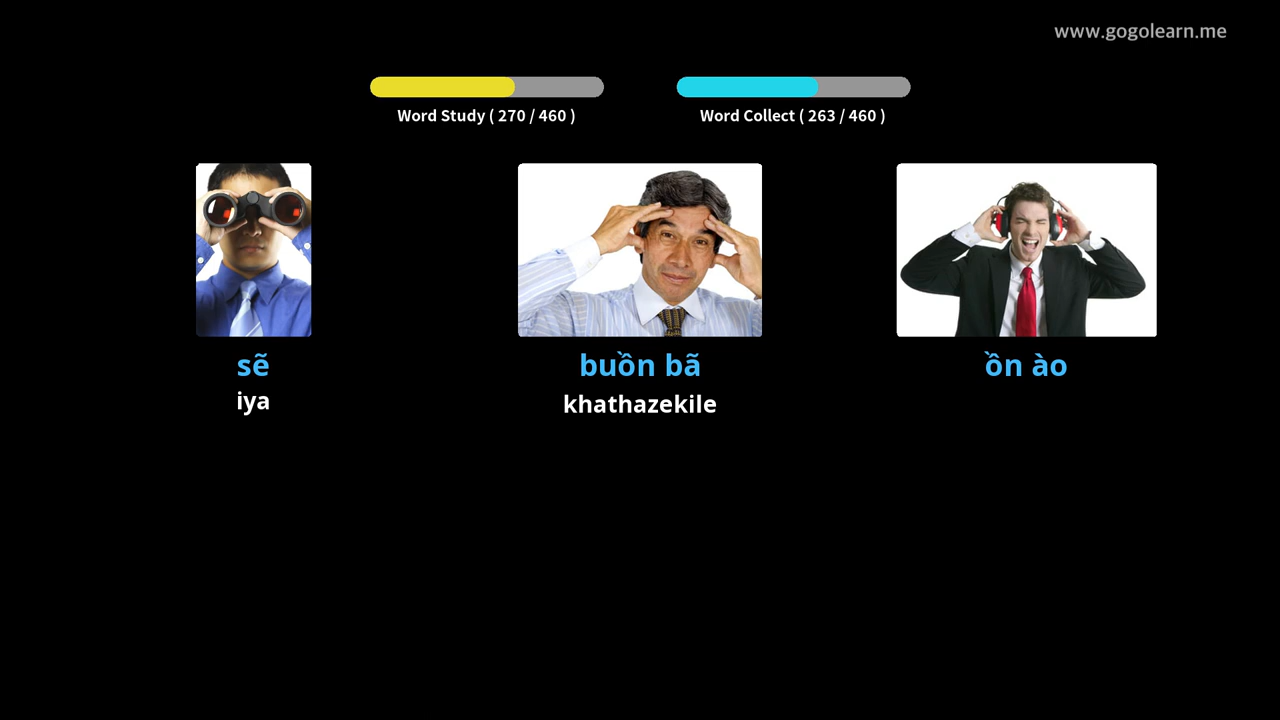 www.gogolearn.me
Word Study ( 270 / 460 )
Word Collect ( 263 / 460 )
sẽ
iya
buồn bã
khathazekile
ồn ào